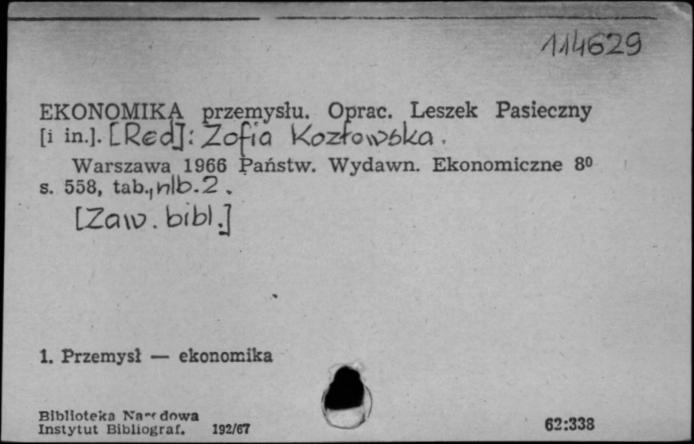 114629
EKONOMIKA przemysłu. Oprac. Leszek Pasieczny
[i in.]. [Red]: Zofia Kozłowska.
Warszawa 1966 Państw. Wydawn. Ekonomiczne 8⁰
s. 558, tab., nlb. 2.
[Zaw. bibl.]
1. Przemysł — ekonomika
Biblioteka Narodowa
Instytut Bibliograf. 192/67 62:338